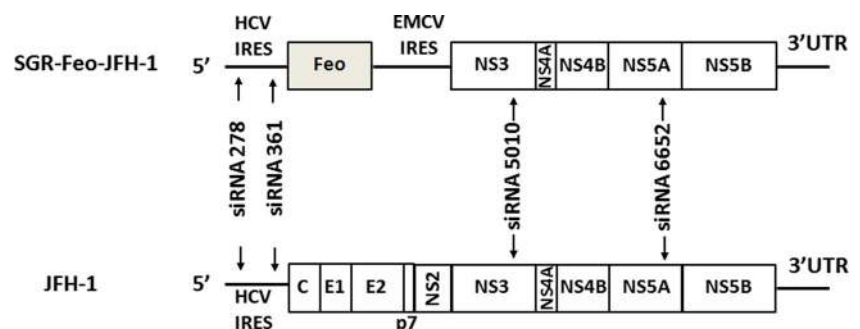 HCV
IRES
EMCV
IRES
SGR-Feo-JFH-1
5’
Feo
NS3
NS4A
NS4B
NS5A
NS5B
3’UTR
siRNA 278
siRNA 361
siRNA 5010
siRNA 6652
JFH-1
5’
HCV
IRES
C
E1
E2
p7
NS2
NS3
NS4A
NS4B
NS5A
NS5B
3’UTR